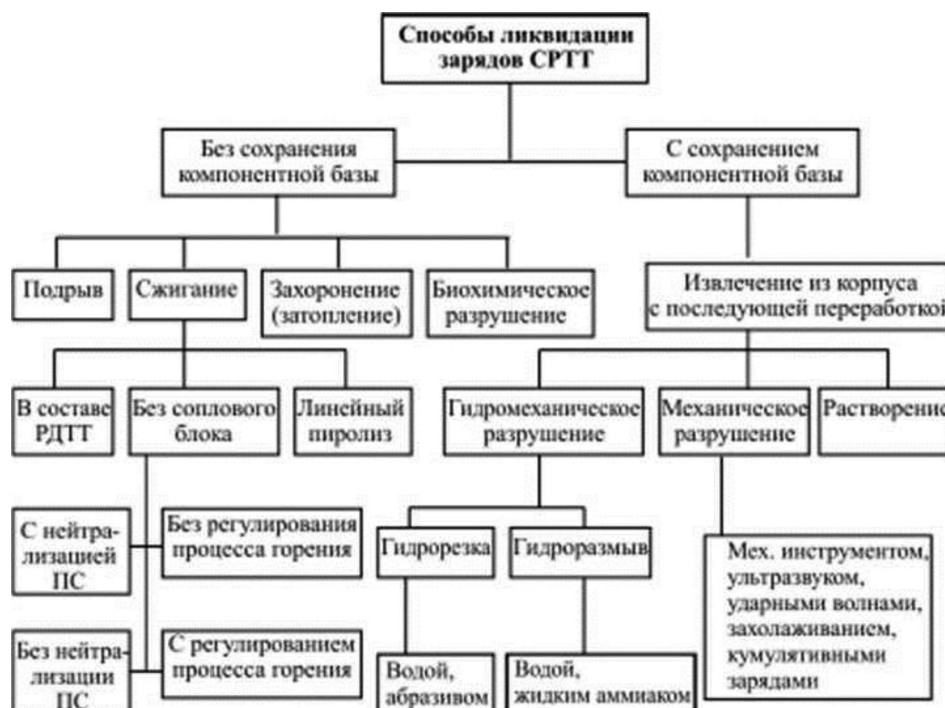 Способы ликвидации
зарядов СРТТ
Без сохранения
компонентной базы
С сохранением
компонентной базы
Подрыв
Сжигание
Захоронение
(затопление)
Биохимическое
разрушение
Извлечение из корпуса
с последующей переработкой
В составе
РДТТ
Без соплового
блока
Линейный
пиролиз
Гидромеханическое
разрушение
Механическое
разрушение
Растворение
С нейтра-
лизацией
ПС
Без регулирования
процесса горения
Гидрорезка
Гидроразмыв
Мех. инструментом,
ультразвуком,
ударными волнами,
захолаживанием,
кумулятивными
зарядами
Без нейтра-
лизации
ПС
С регулированием
процесса горения
Водой,
абразивом
Водой,
жидким аммиаком